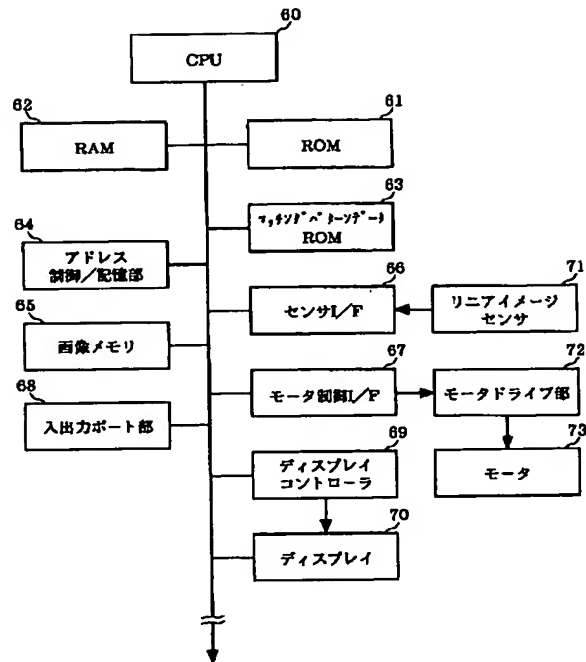 60
CPU
62
RAM
61
ROM
63
マッチングパターンデータ
ROM
64
アドレス
制御/記憶部
66
センサI/F
71
リニアイメージ
センサ
65
画像メモリ
67
モータ制御I/F
72
モータドライブ部
68
入出力ポート部
69
ディスプレイ
コントローラ
73
モータ
70
ディスプレイ